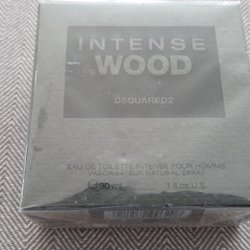 INTENSE
HE WOOD
DSQUARED2
EAU DE TOILETTE INTENSE POUR HOMME
VAPORISATEUR NATURAL SPRAY
30 ml 1 fl.oz.U.S.